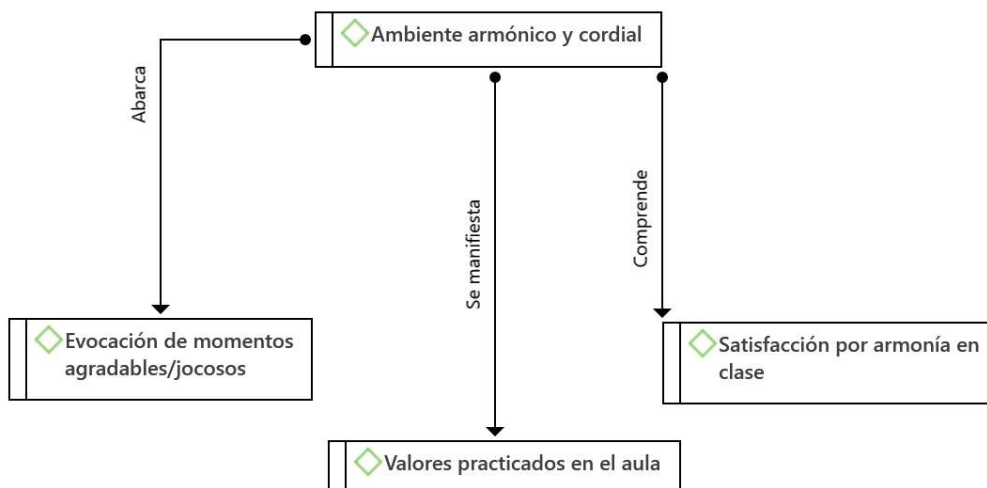 Ambiente armónico y cordial
Abarca
Se manifiesta
Comprende
Evocación de momentos
agradables/jocosos
Satisfacción por armonía en
clase
Valores practicados en el aula